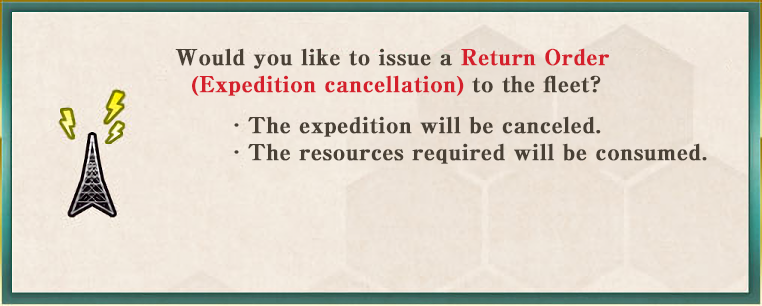 Would you like to issue a Return Order
(Expedition cancellation) to the fleet?
· The expedition will be canceled.
· The resources required will be consumed.